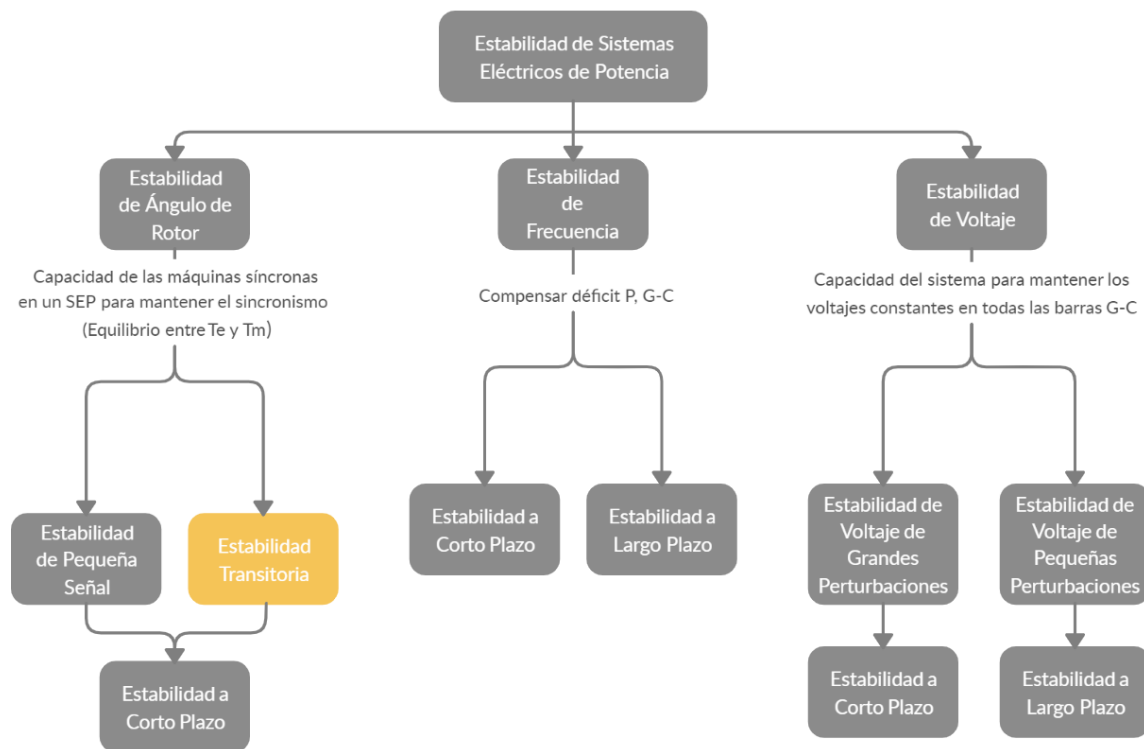 Estabilidad de Sistemas
Eléctricos de Potencia
Estabilidad
de Ángulo de
Rotor
Estabilidad
de
Frecuencia
Estabilidad
de Voltaje
Capacidad de las máquinas síncronas
en un SEP para mantener el sincronismo
(Equilibrio entre Te y Tm)
Compensar déficit P, G-C
Capacidad del sistema para mantener los
voltajes constantes en todas las barras G-C
Estabilidad
de Pequeña
Señal
Estabilidad
Transitoria
Estabilidad a
Corto Plazo
Estabilidad a
Largo Plazo
Estabilidad de
Voltaje de
Grandes
Perturbaciones
Estabilidad de
Voltaje de
Pequeñas
Perturbaciones
Estabilidad a
Corto Plazo
Estabilidad a
Corto Plazo
Estabilidad a
Largo Plazo